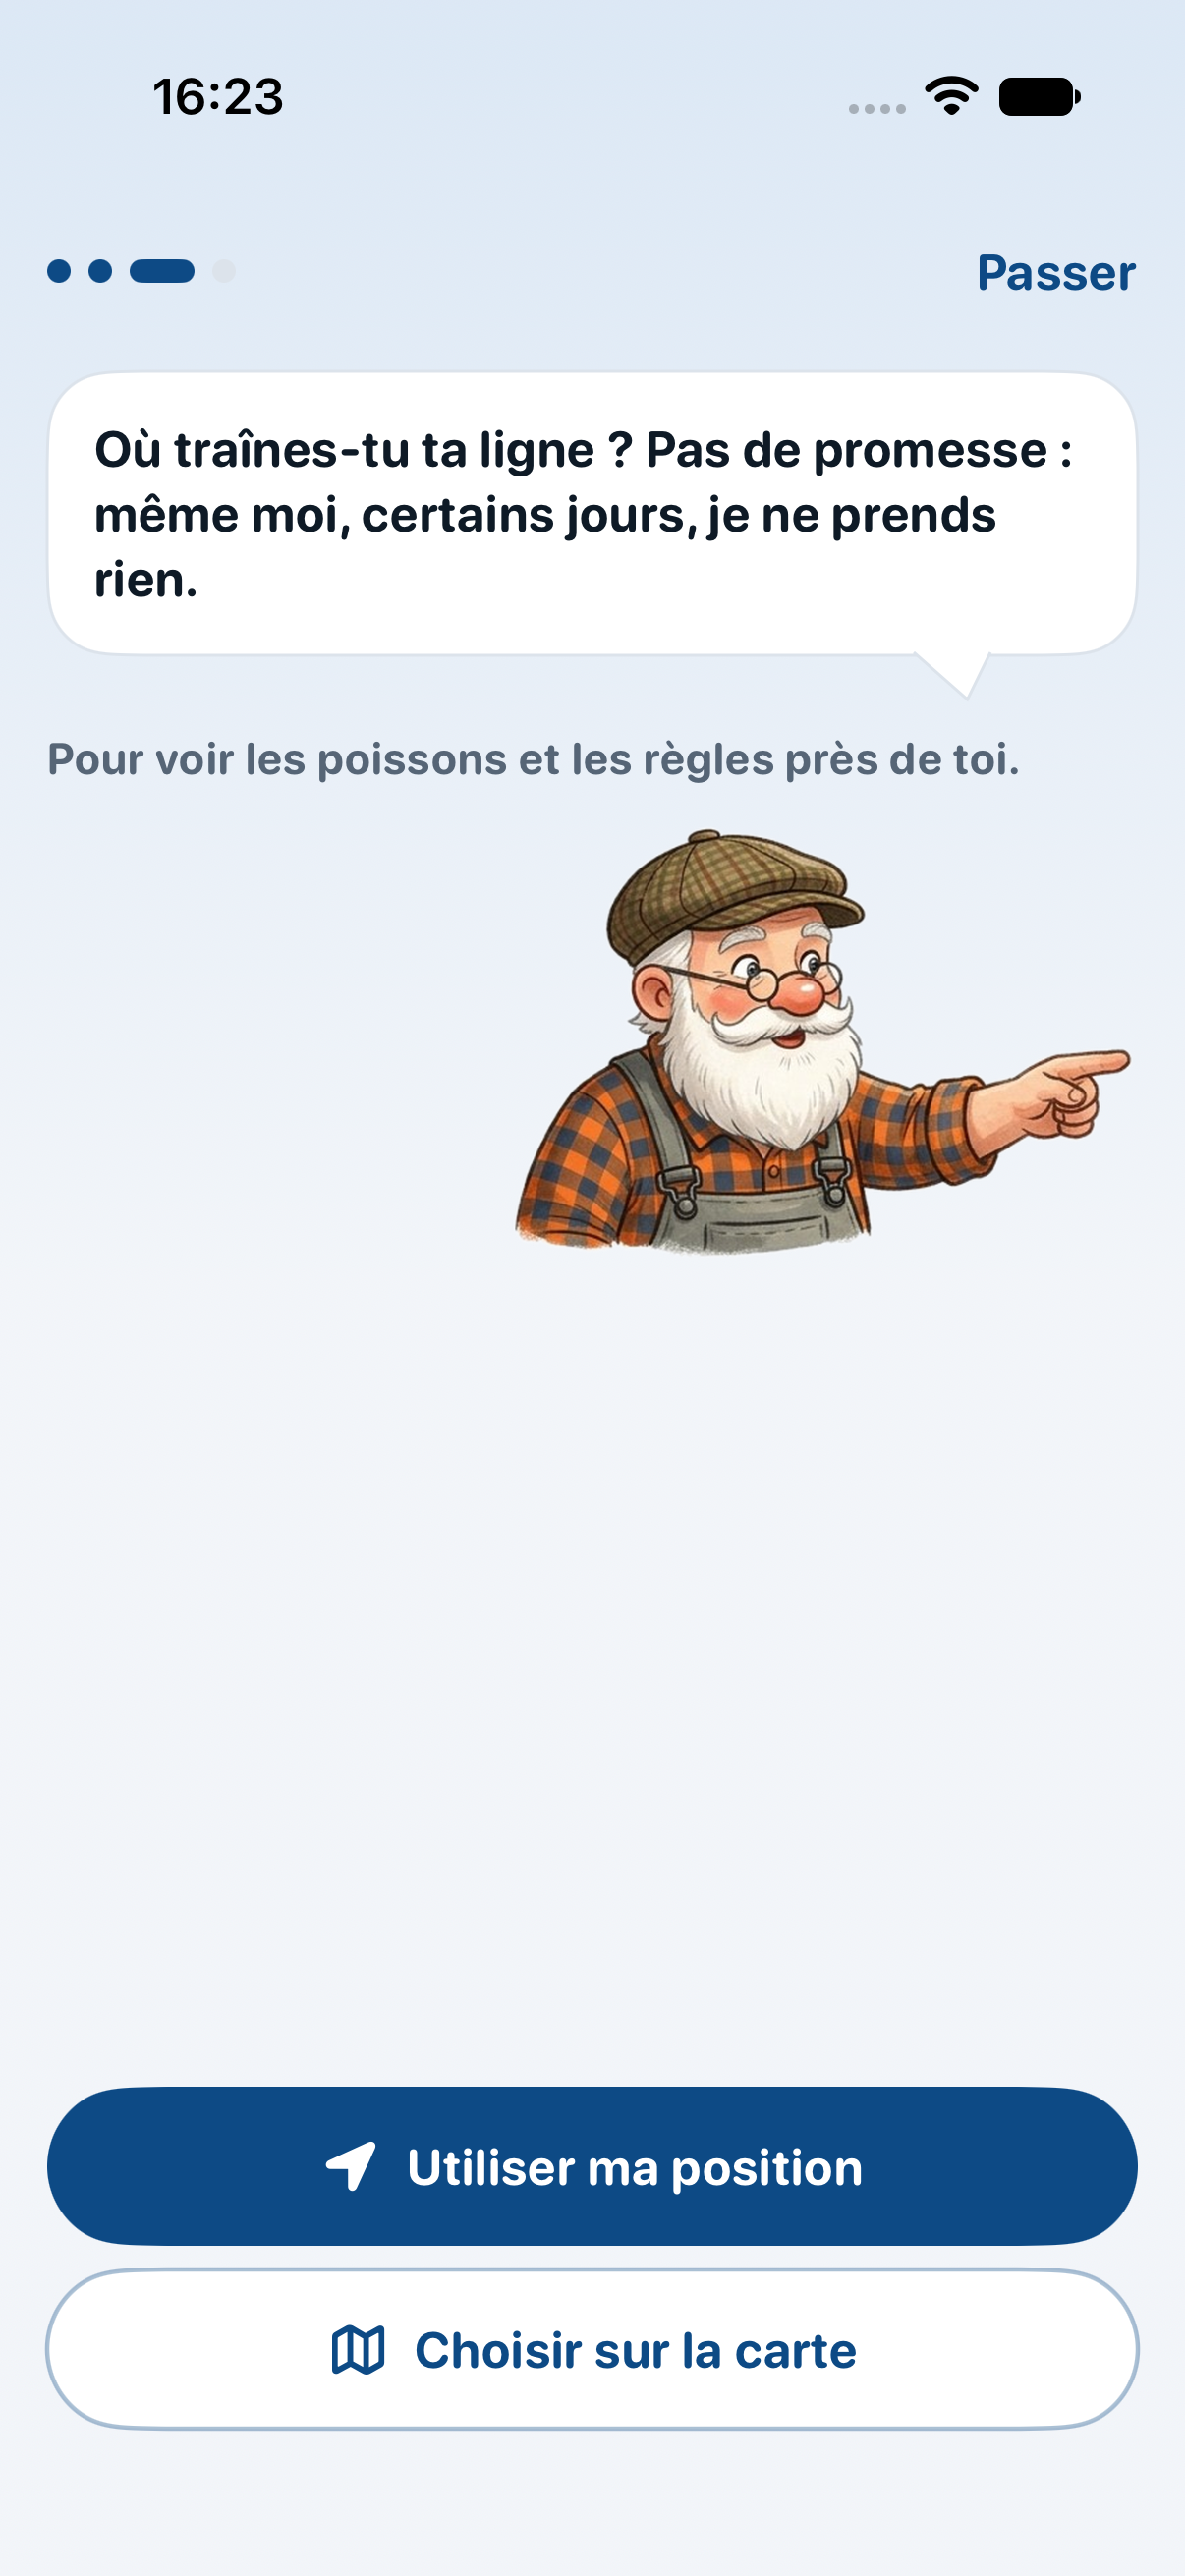 16:23
Passer
Où traînes-tu ta ligne ? Pas de promesse :
même moi, certains jours, je ne prends
rien.
Pour voir les poissons et les règles près de toi.
Utiliser ma position
Choisir sur la carte